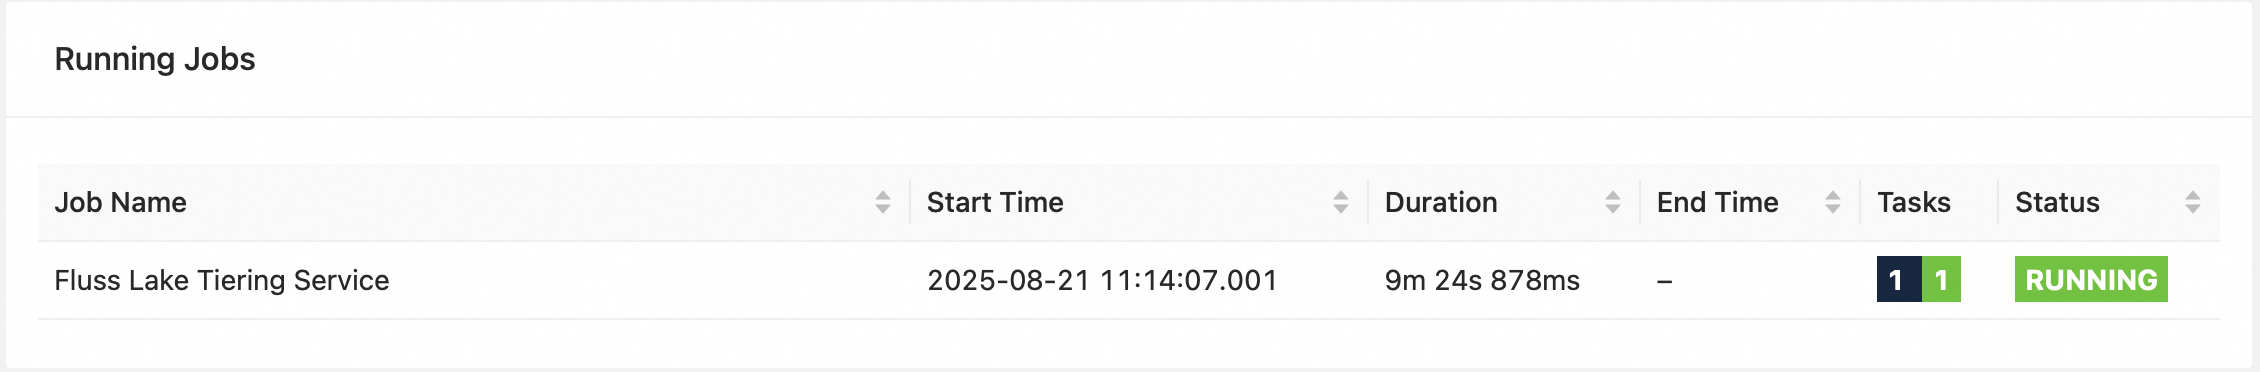 Running Jobs
Job Name Start Time Duration End Time Tasks Status
Fluss Lake Tiering Service 2025-08-21 11:14:07.001 9m 24s 878ms – 1 1 RUNNING